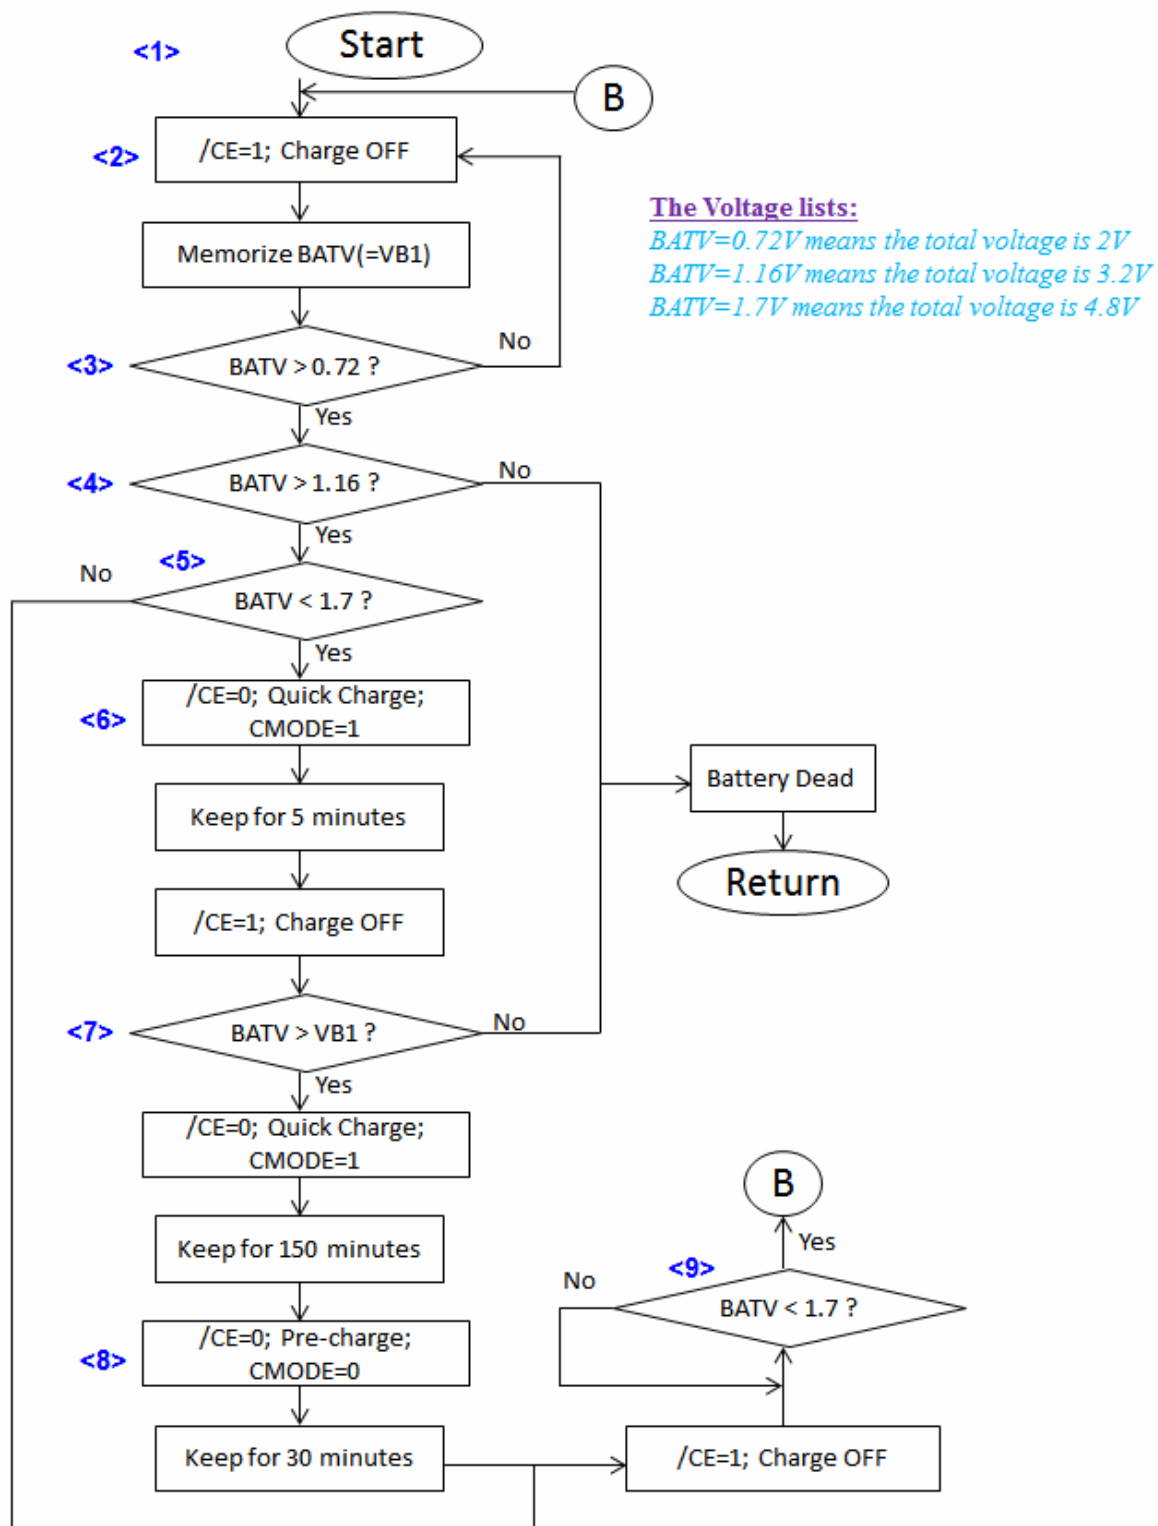 <1>
Start
B
<2>
/CE=1; Charge OFF
The Voltage lists:
BATV=0.72V means the total voltage is 2V
BATV=1.16V means the total voltage is 3.2V
BATV=1.7V means the total voltage is 4.8V
Memorize BATV(=VB1)
<3>
BATV > 0.72 ?
No
Yes
<4>
BATV > 1.16 ?
No
Yes
<5>
No
BATV < 1.7 ?
Yes
<6>
/CE=0; Quick Charge;
CMODE=1
Battery Dead
Keep for 5 minutes
Return
/CE=1; Charge OFF
<7>
BATV > VB1 ?
No
Yes
/CE=0; Quick Charge;
CMODE=1
B
Keep for 150 minutes
Yes
<9>
No
BATV < 1.7 ?
<8>
/CE=0; Pre-charge;
CMODE=0
Keep for 30 minutes
/CE=1; Charge OFF